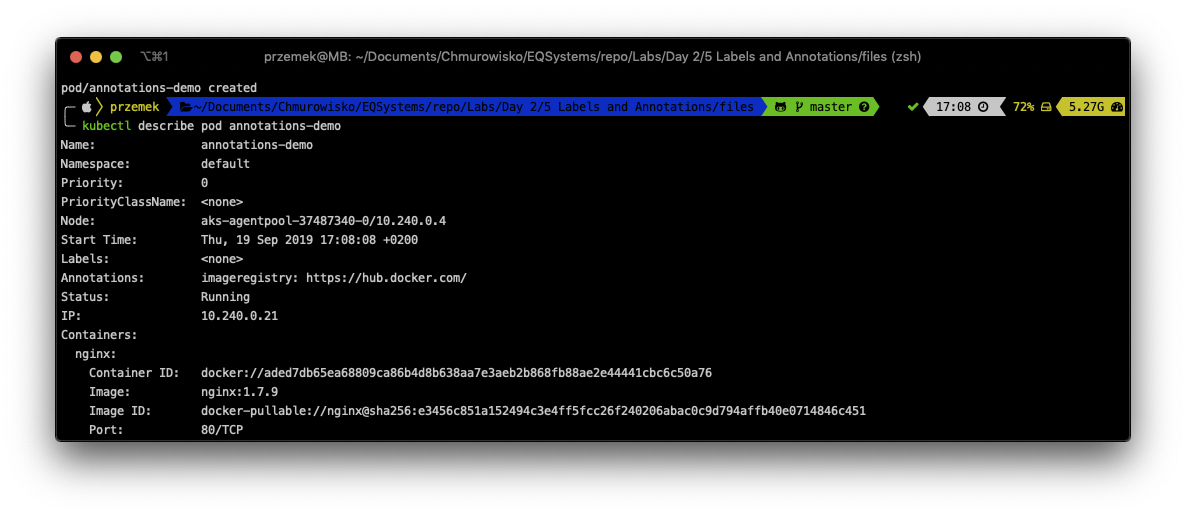 ⌥⌘1 przemek@MB: ~/Documents/Chmurowisko/EQSystems/repo/Labs/Day 2/5 Labels and Annotations/files (zsh)
pod/annotations-demo created
przemek ~/Documents/Chmurowisko/EQSystems/repo/Labs/Day 2/5 Labels and Annotations/files master ? ✔ 17:08 72% 5.27G
kubectl describe pod annotations-demo
Name: annotations-demo
Namespace: default
Priority: 0
PriorityClassName: <none>
Node: aks-agentpool-37487340-0/10.240.0.4
Start Time: Thu, 19 Sep 2019 17:08:08 +0200
Labels: <none>
Annotations: imageregistry: https://hub.docker.com/
Status: Running
IP: 10.240.0.21
Containers:
nginx:
Container ID: docker://aded7db65ea68809ca86b4d8b638aa7e3aeb2b868fb88ae2e44441cbc6c50a76
Image: nginx:1.7.9
Image ID: docker-pullable://nginx@sha256:e3456c851a152494c3e4ff5fcc26f240206abac0c9d794affb40e0714846c451
Port: 80/TCP